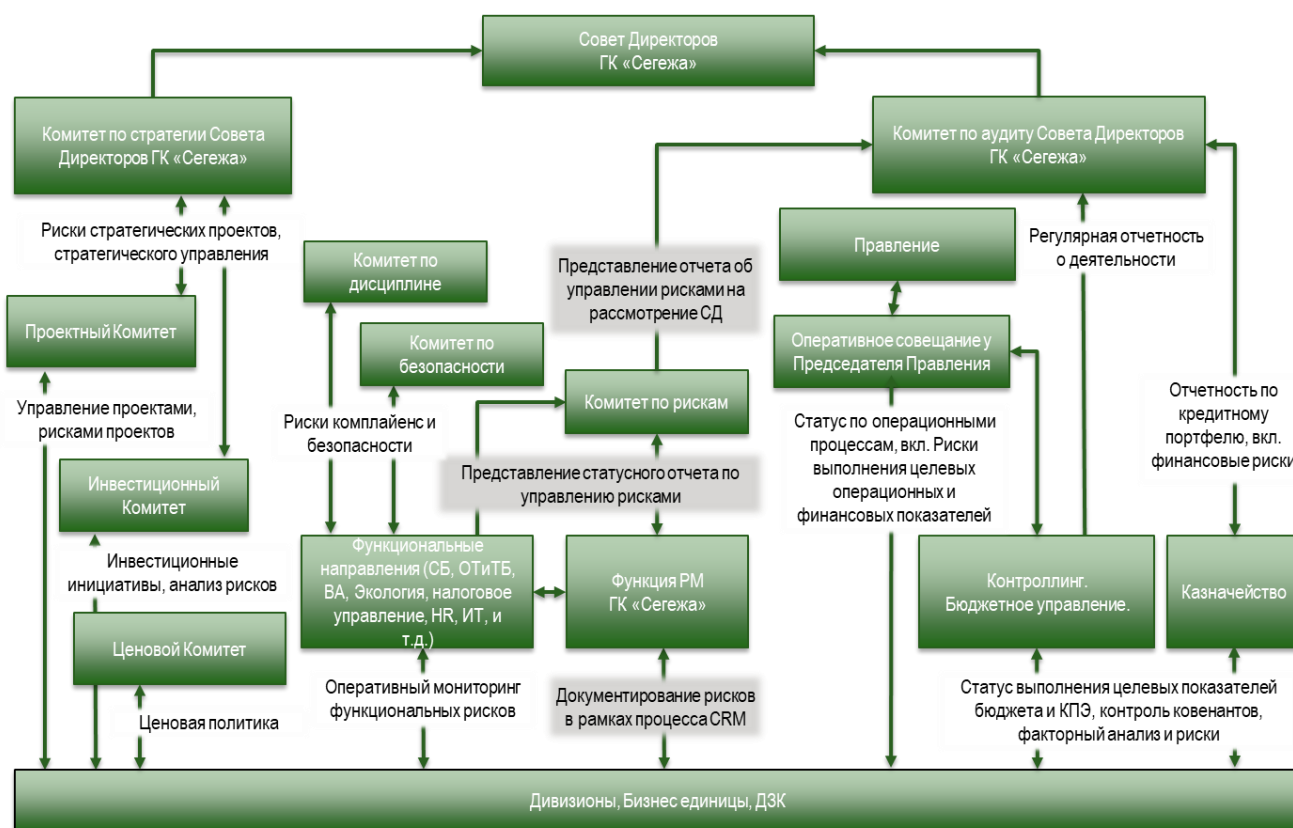 Совет Директоров
ГК «Сегежа»
Комитет по стратегии Совета
Директоров ГК «Сегежа»
Комитет по аудиту Совета Директоров
ГК «Сегежа»
Риски стратегических проектов,
стратегического управления
Комитет по
дисциплине
Представление отчета об
управлении рисками на
рассмотрение СД
Правление
Регулярная отчетность
о деятельности
Проектный Комитет
Комитет по
безопасности
Оперативное совещание у
Председателя Правления
Управление проектами,
рисками проектов
Риски комплайенс и
безопасности
Комитет по рискам
Статус по операционными
процессам, вкл. Риски
выполнения целевых
операционных и
финансовых показателей
Отчетность по
кредитному
портфелю, вкл.
финансовые риски
Инвестиционный
Комитет
Представление статусного отчета по
управлению рисками
Инвестиционные
инициативы, анализ рисков
Функциональные
направления (СБ, ОТиТБ,
ВА, Экология, налоговое
управление, HR, ИТ, и
т.д.)
Функция РМ
ГК «Сегежа»
Контроллинг.
Бюджетное управление.
Казначейство
Ценовой Комитет
Ценовая политика
Оперативный мониторинг
функциональных рисков
Документирование рисков
в рамках процесса CRM
Статус выполнения целевых показателей
бюджета и КПЭ, контроль ковенантов,
факторный анализ и риски
Дивизионы, Бизнес единицы, ДЗК